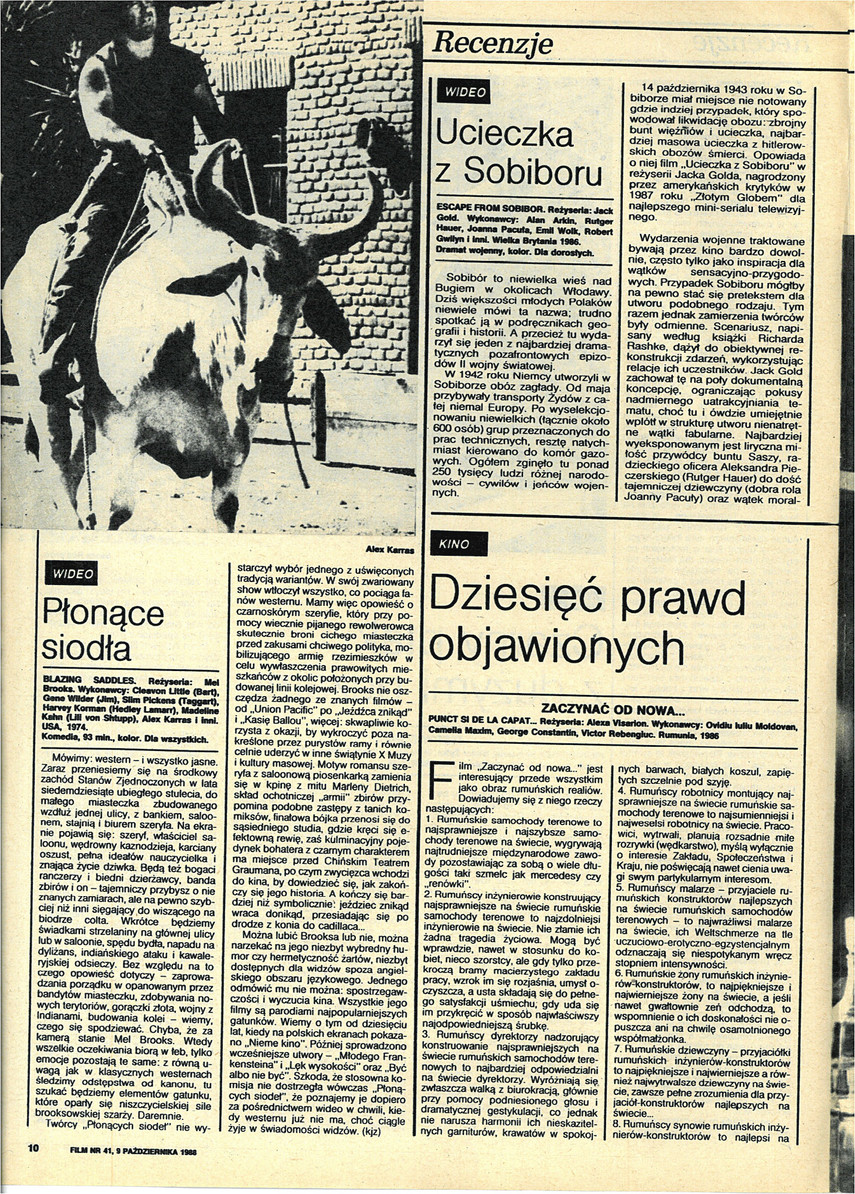 Recenzje
WIDEO
Ucieczka
z Sobiboru
ESCAPE FROM SOBIBOR. Reżyseria: Jack
Gold. Wykonawcy: Alan Arkin, Rutger
Hauer, Joanna Pacuła, Emil Wolk, Robert
Gwilyn i inni. Wielka Brytania 1986.
Dramat wojenny, kolor. Dla dorosłych.
Sobibór to niewielka wieś nad
Bugiem w okolicach Włodawy.
Dziś większości młodych Polaków
niewiele mówi ta nazwa; trudno
spotkać ją w podręcznikach geo-
grafii i historii. A przecież tu wyda-
rzył się jeden z najbardziej drama-
tycznych pozafrontowych epizo-
dów II wojny światowej.
W 1942 roku Niemcy utworzyli w
Sobiborze obóz zagłady. Od maja
przybywały transporty Żydów z ca-
łej niemal Europy. Po wyselekcjo-
nowaniu niewielkich (łącznie około
600 osób) grup przeznaczonych do
prac technicznych, resztę natych-
miast kierowano do komór gazo-
wych. Ogółem zginęło tu ponad
250 tysięcy ludzi różnej narodo-
wości – cywilów i jeńców wojen-
nych.
14 października 1943 roku w So-
biborze miał miejsce nie notowany
gdzie indziej przypadek, który spo-
wodował likwidację obozu: zbrojny
bunt więźniów i ucieczka, najbar-
dziej masowa ucieczka z hitlerow-
skich obozów śmierci. Opowiada
o niej film „Ucieczka z Sobiboru" w
reżyserii Jacka Golda, nagrodzony
przez amerykańskich krytyków w
1987 roku „Złotym Globem" dla
najlepszego mini-serialu telewizyj-
nego.
Wydarzenia wojenne traktowane
bywają przez kino bardzo dowol-
nie, często tylko jako inspiracja dla
wątków sensacyjno-przygodo-
wych. Przypadek Sobiboru mógłby
na pewno stać się pretekstem dla
utworu podobnego rodzaju. Tym
razem jednak zamierzenia twórców
były odmienne. Scenariusz, napi-
sany według książki Richarda
Rashke, dążył do obiektywnej re-
konstrukcji zdarzeń, wykorzystując
relacje ich uczestników. Jack Gold
zachował tę na poły dokumentalną
koncepcję, ograniczając pokusy
nadmiernego uatrakcyjniania te-
matu, choć tu i ówdzie umiejętnie
wplótł w strukturę utworu nienatręt-
ne wątki fabularne. Najbardziej
wyeksponowanym jest liryczna mi-
łość przywódcy buntu Saszy, ra-
dzieckiego oficera Aleksandra Pie-
czerskiego (Rutger Hauer) do dość
tajemniczej dziewczyny (dobra rola
Joanny Pacuły) oraz wątek moral-
Alex Karras
WIDEO
Płonące
siodła
BLAZING SADDLES. Reżyseria: Mel
Brooks. Wykonawcy: Cleavon Little (Bart),
Gene Wilder (Jim), Slim Pickens (Taggart),
Harvey Korman (Hedley Lamarr), Madeline
Kahn (Lili von Shtupp), Alex Karras i inni.
USA, 1974.
Komedia, 93 min., kolor. Dla wszystkich.
Mówimy: western – i wszystko jasne.
Zaraz przeniesiemy się na środkowy
zachód Stanów Zjednoczonych w lata
siedemdziesiąte ubiegłego stulecia, do
małego miasteczka zbudowanego
wzdłuż jednej ulicy, z bankiem, saloo-
nem, stajnią i biurem szeryfa. Na ekra-
nie pojawią się: szeryf, właściciel sa-
loonu, wędrowny kaznodzieja, karciany
oszust, pełna ideałów nauczycielka i
znająca życie dziwka. Będą też bogaci
ranczerzy i biedni dzierżawcy, banda
zbirów i on – tajemniczy przybysz o nie
znanych zamiarach, ale na pewno szyb-
ciej niż inni sięgający do wiszącego na
biodrze colta. Wkrótce będziemy
świadkami strzelaniny na głównej ulicy
lub w saloonie, spędu bydła, napadu na
dyliżans, indiańskiego ataku i kawale-
ryjskiej odsieczy. Bez względu na to
czego opowieść dotyczy – zaprowa-
dzania porządku w opanowanym przez
bandytów miasteczku, zdobywania no-
wych terytoriów, gorączki złota, wojny z
Indianami, budowania kolei – wiemy,
czego się spodziewać. Chyba, że za
kamerą stanie Mel Brooks. Wtedy
wszelkie oczekiwania biorą w łeb, tylko
emocje pozostają te same: z równą u-
wagą jak w klasycznych westernach
śledzimy odstępstwa od kanonu, tu
szukać będziemy elementów gatunku,
które oparły się niszczycielskiej sile
brooksowskiej szarży. Daremnie.
Twórcy „Płonących siodeł" nie wy-
starczył wybór jednego z uświęconych
tradycją wariantów. W swój zwariowany
show wtłoczył wszystko, co pociąga fa-
nów westernu. Mamy więc opowieść o
czarnoskórym szeryfie, który przy po-
mocy wiecznie pijanego rewolwerowca
skutecznie broni cichego miasteczka
przed zakusami chciwego polityka, mo-
bilizującego armię rzezimieszków w
celu wywłaszczenia prawowitych mie-
szkańców z okolic położonych przy bu-
dowanej linii kolejowej. Brooks nie osz-
czędza żadnego ze znanych filmów –
od „Union Pacific" po „Jeźdźca znikąd"
i „Kasię Ballou", więcej: skwapliwie ko-
rzysta z okazji, by wykroczyć poza na-
kreślone przez purystów ramy i równie
celnie uderzyć w inne świątynie X Muzy
i kultury masowej. Motyw romansu sze-
ryfa z saloonową piosenkarką zamienia
się w kpinę z mitu Marleny Dietrich,
skład ochotniczej „armii" zbirów przy-
pomina podobne zastępy z tanich ko-
miksów, finałowa bójka przenosi się do
sąsiedniego studia, gdzie kręci się e-
fektowną rewię, zaś kulminacyjny poje-
dynek bohatera z czarnym charakterem
ma miejsce przed Chińskim Teatrem
Graumana, po czym zwycięzca wchodzi
do kina, by dowiedzieć się, jak zakoń-
czy się jego historia. A kończy się bar-
dziej niż symbolicznie: jeździec znikąd
wraca donikąd, przesiadając się po
drodze z konia do cadillaca...
Można lubić Brooksa lub nie, można
narzekać na jego niezbyt wybredny hu-
mor czy hermetyczność żartów, niezbyt
dostępnych dla widzów spoza angiel-
skiego obszaru językowego. Jednego
odmówić mu nie można: spostrzegaw-
czości i wyczucia kina. Wszystkie jego
filmy są parodiami najpopularniejszych
gatunków. Wiemy o tym od dziesięciu
lat, kiedy na polskich ekranach pokaza-
no „Nieme kino". Później sprowadzono
wcześniejsze utwory – „Młodego Fran-
kensteina" i „Lęk wysokości" oraz „Być
albo nie być". Szkoda, że stosowna ko-
misja nie dostrzegła wówczas „Płoną-
cych siodeł", że poznajemy je dopiero
za pośrednictwem wideo w chwili, kie-
dy westernu już nie ma, choć ciągle
żyje w świadomości widzów. (kjz)
KINO
Dziesięć prawd
objawionych
ZACZYNAĆ OD NOWA...
PUNCT SI DE LA CAPAT... Reżyseria: Alexa Visarion. Wykonawcy: Ovidiu Iuliu Moldovan,
Camelia Maxim, George Constantin, Victor Rebengiuc. Rumunia, 1986
Film „Zaczynać od nowa..." jest
interesujący przede wszystkim
jako obraz rumuńskich realiów.
Dowiadujemy się z niego rzeczy
następujących:
1. Rumuńskie samochody terenowe to
najsprawniejsze i najszybsze samo-
chody terenowe na świecie, wygrywają
najtrudniejsze międzynarodowe zawo-
dy pozostawiając za sobą o wiele dłu-
gości taki szmelc jak mercedesy czy
„renówki".
2. Rumuńscy inżynierowie konstruujący
najsprawniejsze na świecie rumuńskie
samochody terenowe to najzdolniejsi
inżynierowie na świecie. Nie złamie ich
żadna tragedia życiowa. Mogą być
wprawdzie, nawet w stosunku do ko-
biet, nieco szorstcy, ale gdy tylko prze-
kroczą bramy macierzystego zakładu
pracy, wzrok im się rozjaśnia, umysł o-
czyszcza, a usta składają się do pełne-
go satysfakcji uśmiechu, gdy uda się
im przykręcić w sposób najwłaściwszy
najodpowiedniejszą śrubkę.
3. Rumuńscy dyrektorzy nadzorujący
konstruowanie najsprawniejszych na
świecie rumuńskich samochodów tere-
nowych to najbardziej odpowiedzialni
na świecie dyrektorzy. Wyróżniają się
zwłaszcza walką z biurokracją, głównie
przy pomocy podniesionego głosu i
dramatycznej gestykulacji, co jednak
nie narusza harmonii ich nieskazitel-
nych garniturów, krawatów w spokoj-
nych barwach, białych koszul, zapię-
tych szczelnie pod szyję.
4. Rumuńscy robotnicy montujący naj-
sprawniejsze na świecie rumuńskie sa-
mochody terenowe to najsumienniejsi i
najweselsi robotnicy na świecie. Praco-
wici, wytrwali, planują rozsądnie miłe
rozrywki (wędkarstwo), myślą wyłącznie
o interesie Zakładu, Społeczeństwa i
Kraju, nie poświęcają nawet cienia uwa-
gi swym partykularnym interesom.
5. Rumuńscy malarze – przyjaciele ru-
muńskich konstruktorów najlepszych
na świecie rumuńskich samochodów
terenowych – to najwrażliwsi malarze
na świecie, ich Weltschmerze na tle
uczuciowo-erotyczno-egzystencjalnym
odznaczają się niespotykanym wręcz
stopniem intensywności.
6. Rumuńskie żony rumuńskich inżynie-
rów-konstruktorów, to najpiękniejsze i
najwierniejsze żony na świecie, a jeśli
nawet gwałtownie zeń odchodzą, to
wspomnienie o ich doskonałości nie o-
puszcza ani na chwilę osamotnionego
współmałżonka.
7. Rumuńskie dziewczyny – przyjaciółki
rumuńskich inżynierów-konstruktorów
to najpiękniejsze i najwierniejsze a rów-
nież najwytrwalsze dziewczyny na świe-
cie, zawsze pełne zrozumienia dla przy-
jaciół-konstruktorów najlepszych na
świecie...
8. Rumuńscy synowie rumuńskich inży-
nierów-konstruktorów to najlepsi na
10
FILM NR 41, 9 PAŹDZIERNIKA 1988